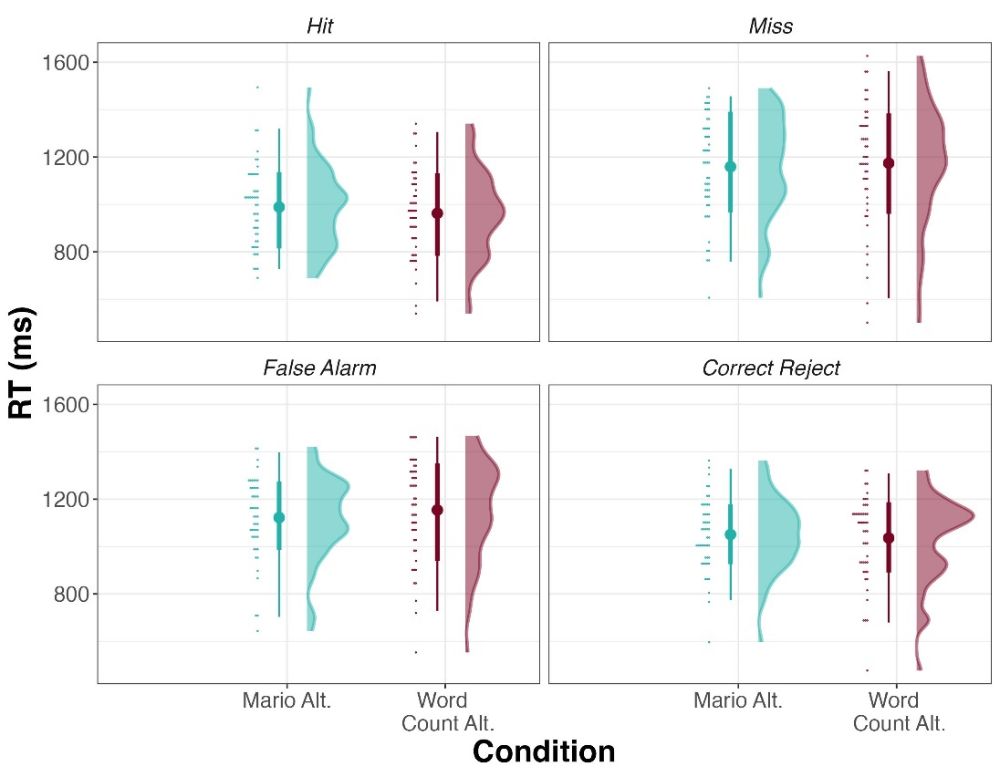 Hit
Miss
1600
1200
800
False Alarm
Correct Reject
1600
1200
800
RT (ms)
Mario Alt.
Word
Count Alt.
Mario Alt.
Word
Count Alt.
Condition